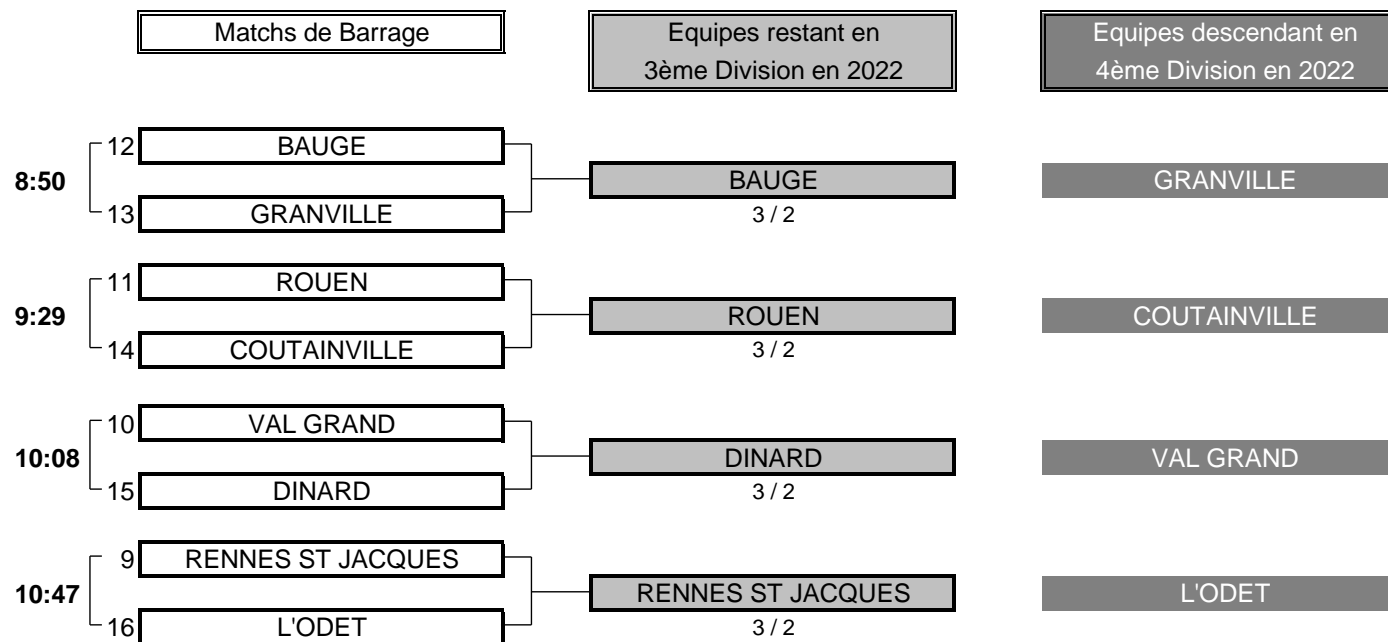 Matchs de Barrage
Equipes restant en
3ème Division en 2022
Equipes descendant en
4ème Division en 2022
12 BAUGE
8:50 BAUGE GRANVILLE
13 GRANVILLE 3 / 2
11 ROUEN
9:29 ROUEN COUTAINVILLE
14 COUTAINVILLE 3 / 2
10 VAL GRAND
10:08 DINARD VAL GRAND
15 DINARD 3 / 2
9 RENNES ST JACQUES
10:47 RENNES ST JACQUES L'ODET
16 L'ODET 3 / 2